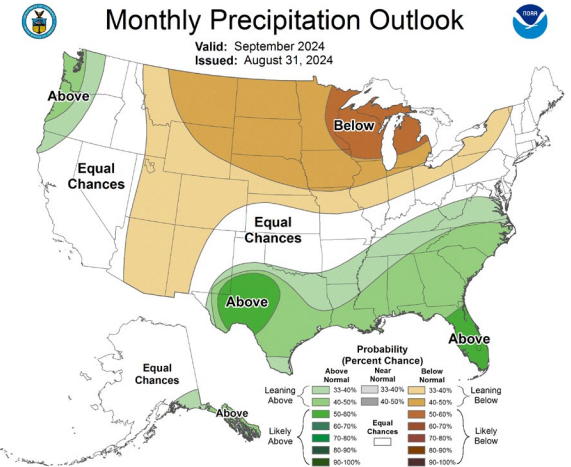 Monthly Precipitation Outlook
NOAA
Valid: September 2024
Issued: August 31, 2024
Above
Below
Equal
Chances
Equal
Chances
Above
Above
Equal
Chances
Above
Probability
(Percent Chance)
Above
Normal
Near
Normal
Below
Normal
Leaning
Above
33-40%
40-50%
33-40%
40-50%
33-40%
40-50%
Leaning
Below
Likely
Above
50-60%
60-70%
70-80%
80-90%
90-100%
Equal
Chances
50-60%
60-70%
70-80%
80-90%
90-100%
Likely
Below